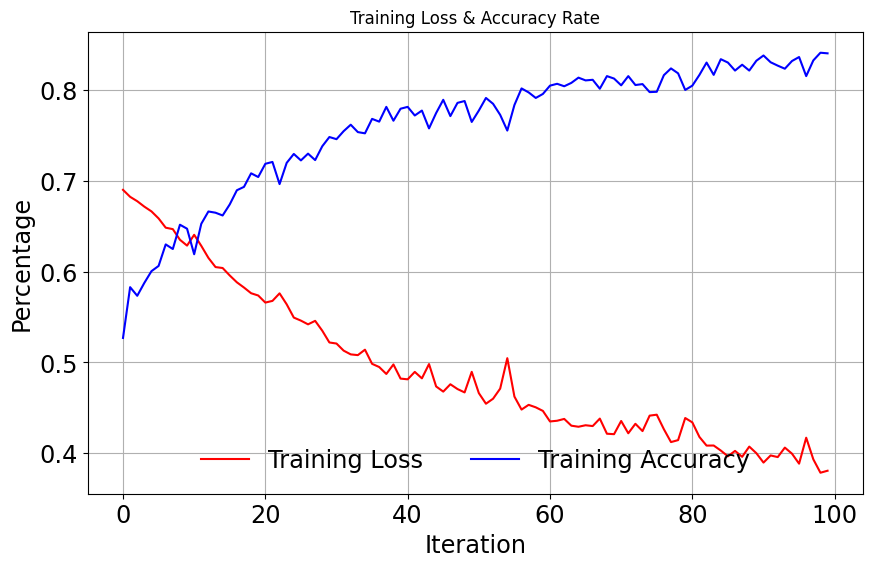 Training Loss & Accuracy Rate
Percentage
0.8
0.7
0.6
0.5
0.4
Training Loss
Training Accuracy
0 20 40 60 80 100
Iteration